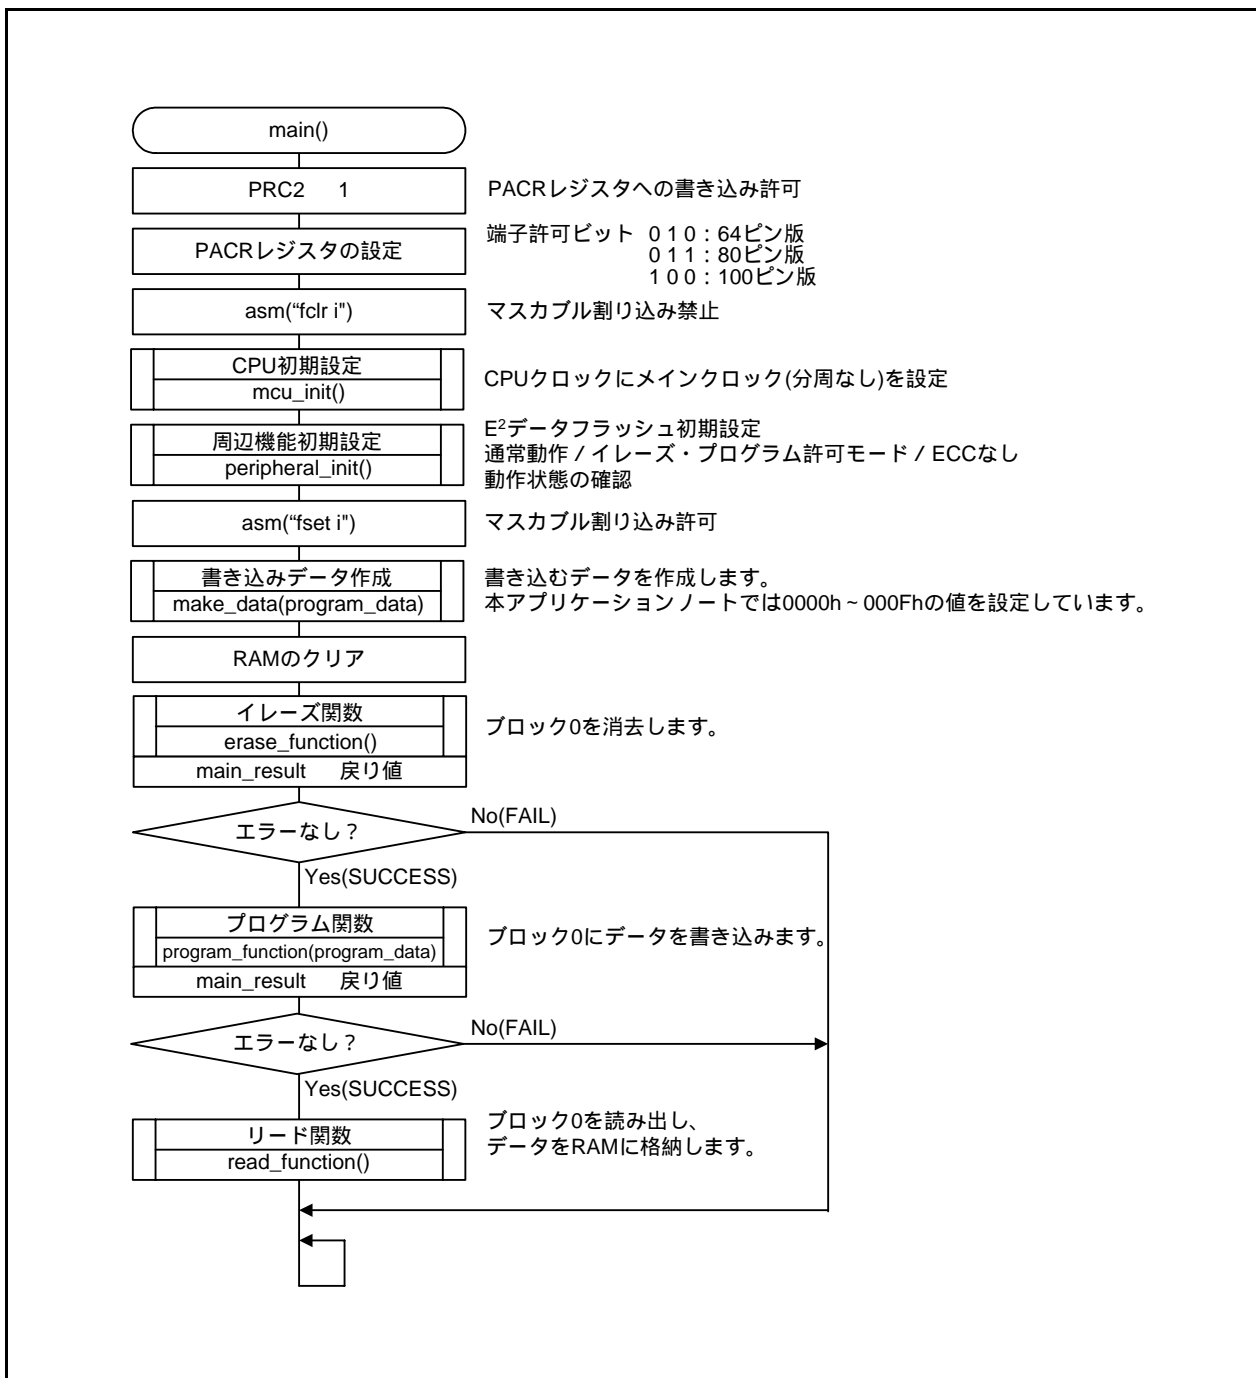 main()
PRC2 1
PACRレジスタへの書き込み許可
PACRレジスタの設定
端子許可ビット 0 1 0 : 64ピン版
0 1 1 : 80ピン版
1 0 0 : 100ピン版
asm(“fclr i")
マスカブル割り込み禁止
CPU初期設定
mcu_init()
CPUクロックにメインクロック(分周なし)を設定
周辺機能初期設定
peripheral_init()
E²データフラッシュ初期設定
通常動作 / イレーズ・プログラム許可モード / ECCなし
動作状態の確認
asm(“fset i")
マスカブル割り込み許可
書き込みデータ作成
make_data(program_data)
書き込むデータを作成します。
本アプリケーションノートでは0000h ~ 000Fhの値を設定しています。
RAMのクリア
イレーズ関数
erase_function()
main_result 戻り値
ブロック0を消去します。
エラーなし?
No(FAIL)
Yes(SUCCESS)
プログラム関数
program_function(program_data)
main_result 戻り値
ブロック0にデータを書き込みます。
エラーなし?
No(FAIL)
Yes(SUCCESS)
リード関数
read_function()
ブロック0を読み出し、
データをRAMに格納します。